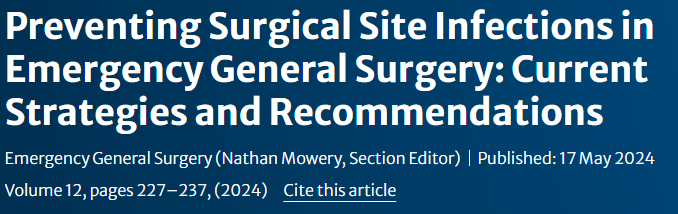 Preventing Surgical Site Infections in
Emergency General Surgery: Current
Strategies and Recommendations
Emergency General Surgery (Nathan Mowery, Section Editor) | Published: 17 May 2024
Volume 12, pages 227–237, (2024) Cite this article